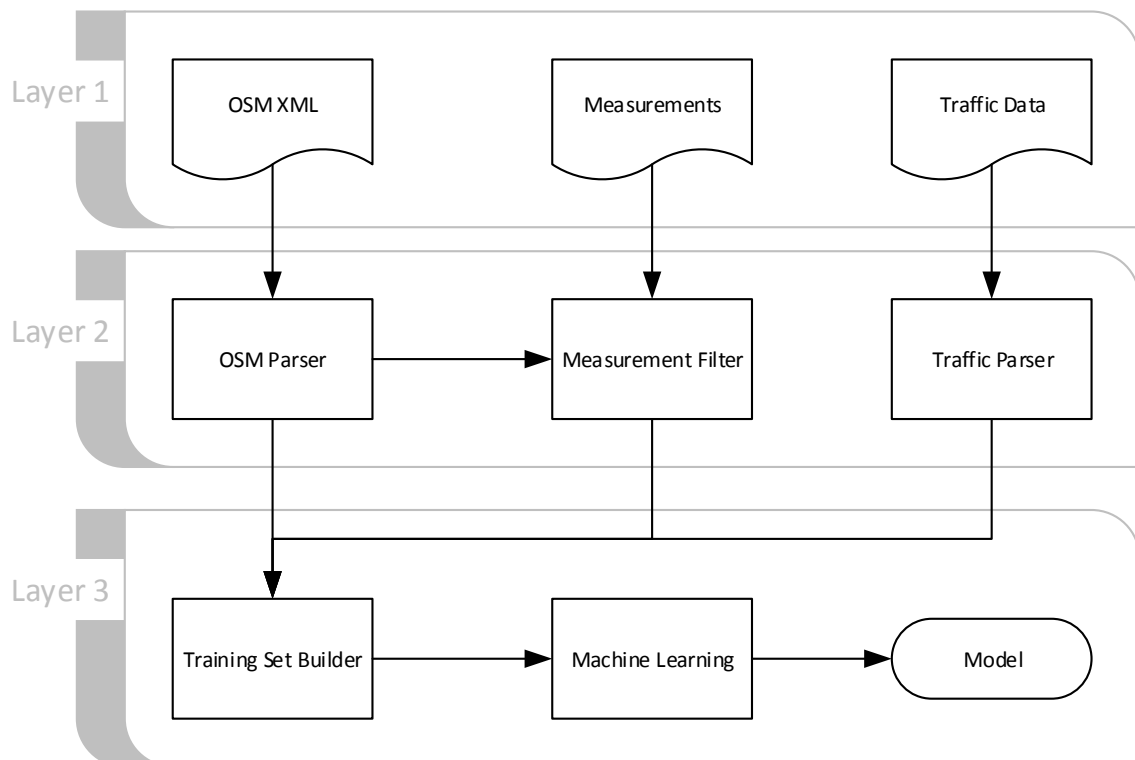 Layer 1
OSM XML
Measurements
Traffic Data
Layer 2
OSM Parser
Measurement Filter
Traffic Parser
Layer 3
Training Set Builder
Machine Learning
Model